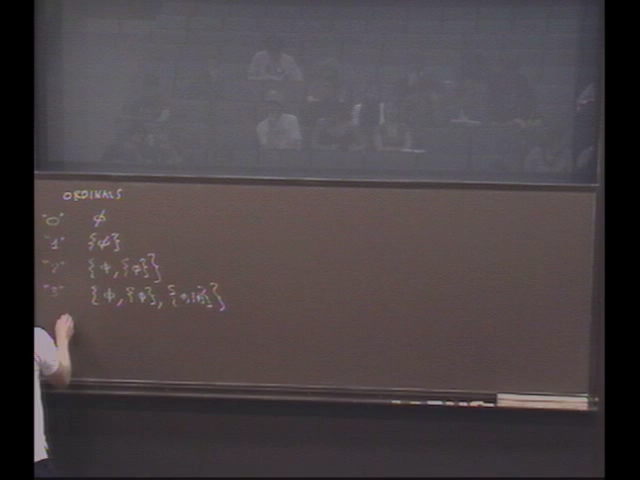 ORDINALS
"0" ∅
"1" {∅}
"2" {∅, {∅}}
"3" {∅, {∅}, {∅,{∅}}}